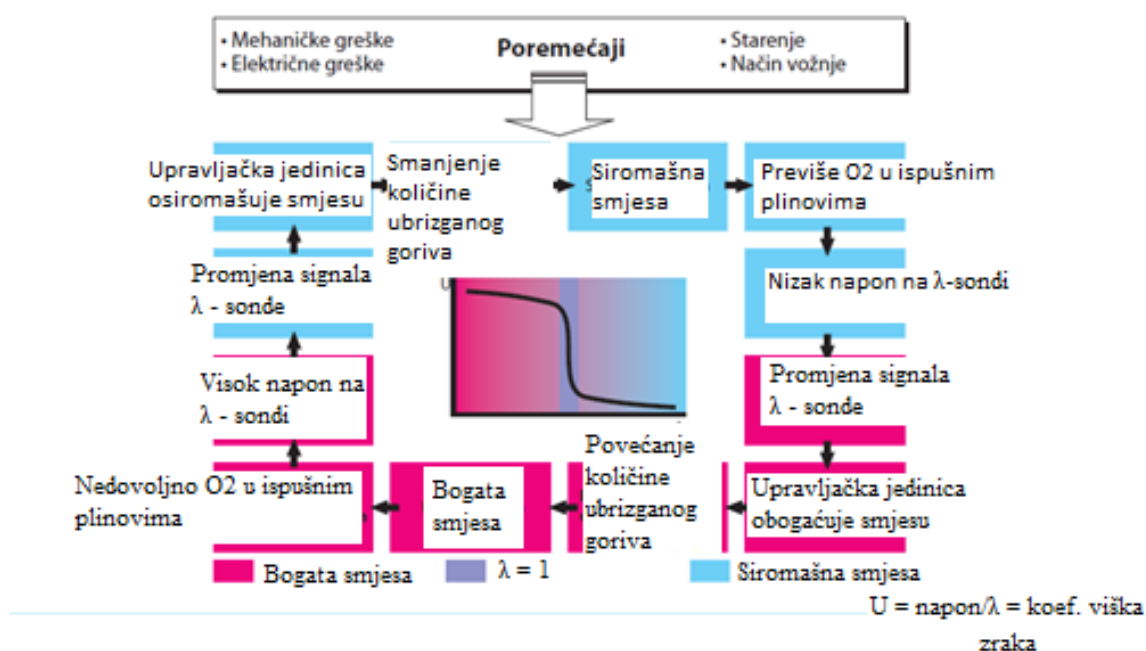 • Mehaničke greške
• Električne greške
Poremećaji
• Starenje
• Način vožnje
Upravljačka jedinica
osiromašuje smjesu
Smanjenje
količine
ubrizganog
goriva
Siromašna
smjesa
Previše O2 u ispušnim
plinovima
Promjena signala
λ - sonde
U
Nizak napon na λ-sondi
Visok napon na
λ - sondi
Promjena signala
λ - sonde
Nedovoljno O2 u ispušnim
plinovima
Bogata
smjesa
Povećanje
količine
ubrizganog
goriva
Upravljačka jedinica
obogaćuje smjesu
Bogata smjesa
λ = 1
Siromašna smjesa
U = napon/λ = koef. viška
zraka